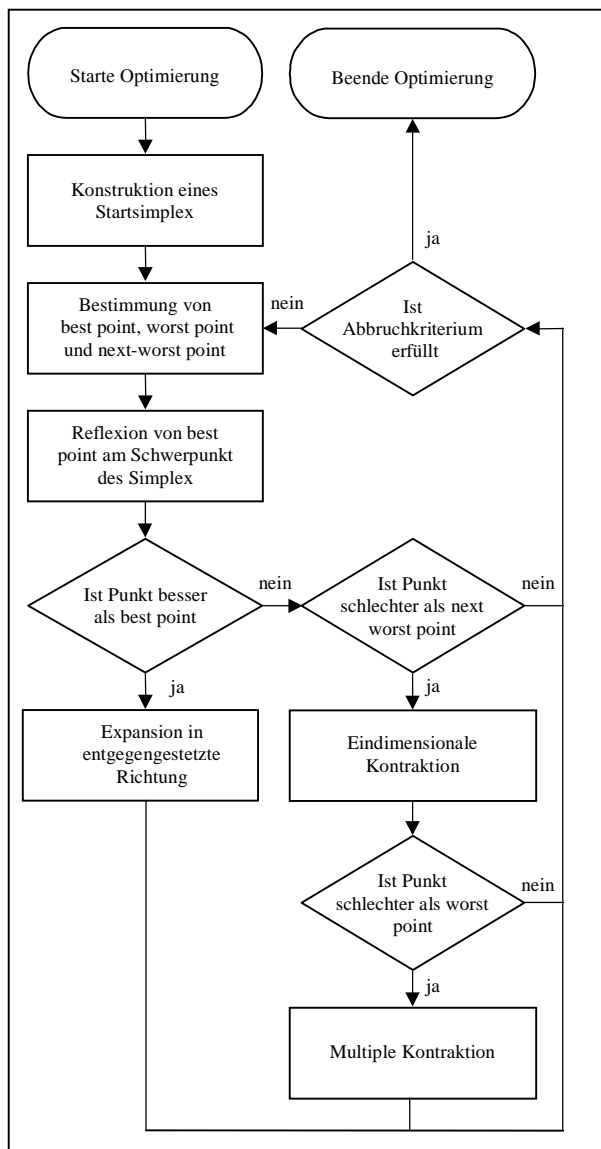 Starte Optimierung
Beende Optimierung
Konstruktion eines
Startsimplex
ja
Bestimmung von
best point, worst point
und next-worst point
nein
Ist
Abbruchkriterium
erfüllt
Reflexion von best
point am Schwerpunkt
des Simplex
Ist Punkt besser
als best point
nein
Ist Punkt
schlechter als next
worst point
nein
ja
ja
Expansion in
entgegengestetzte
Richtung
Eindimensionale
Kontraktion
Ist Punkt
schlechter als worst
point
nein
ja
Multiple Kontraktion